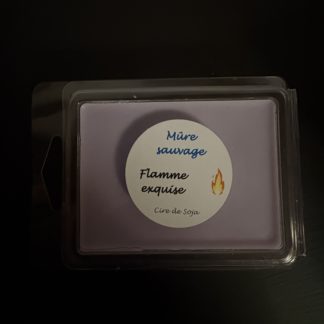 Mûre
sauvage
Flamme
exquise
Cire de Soja